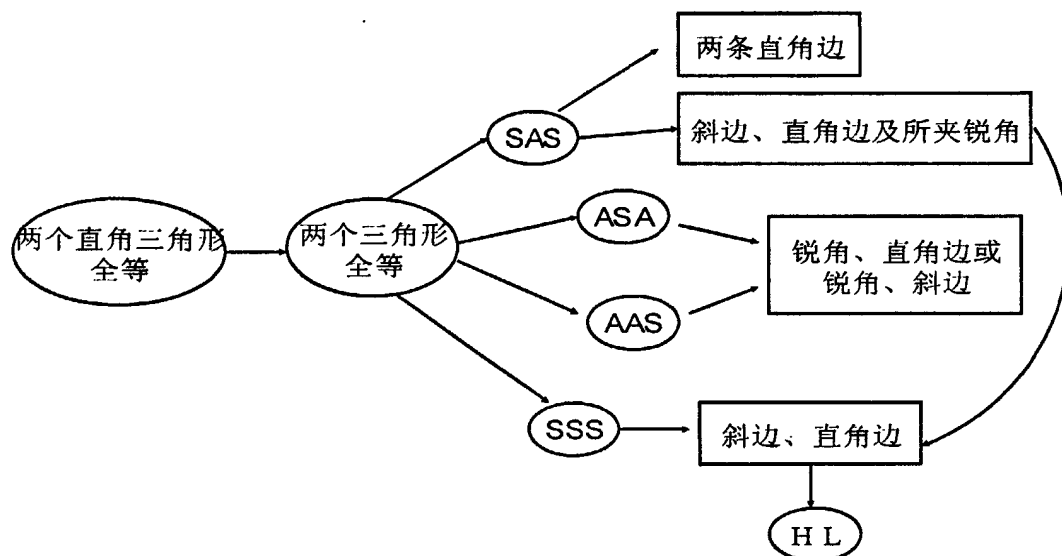 两条直角边
SAS
斜边、直角边及所夹锐角
两个直角三角形
全等
两个三角形
全等
ASA
锐角、直角边或
锐角、斜边
AAS
SSS
斜边、直角边
H L